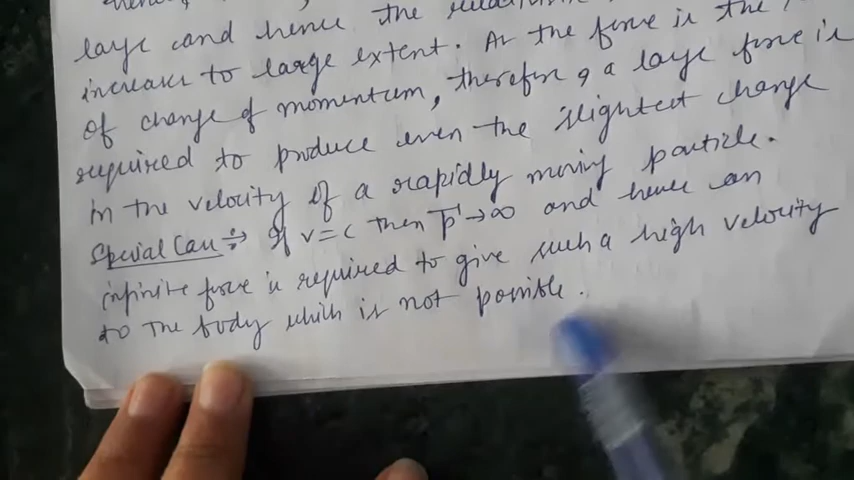 large and hence the
increases to large extent. As the force is the
of change of momentum, therefore, a large force is
required to produce even the slightest change
in the velocity of a rapidly moving particle.
Special Case :- If v=c then p⃗→∞ and hence an
infinite force is required to give such a high velocity
to the body which is not possible.